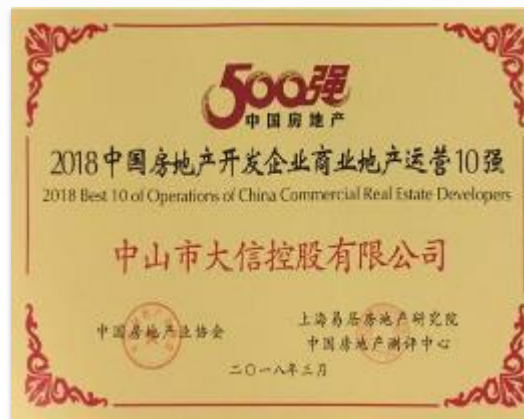 500强
中国房地产
2018中国房地产开发企业商业地产运营10强
2018 Best 10 of Operations of China Commercial Real Estate Developers
中山市大信控股有限公司
中国房地产业协会
上海易居房地产研究院
中国房地产测评中心
二〇一八年三月